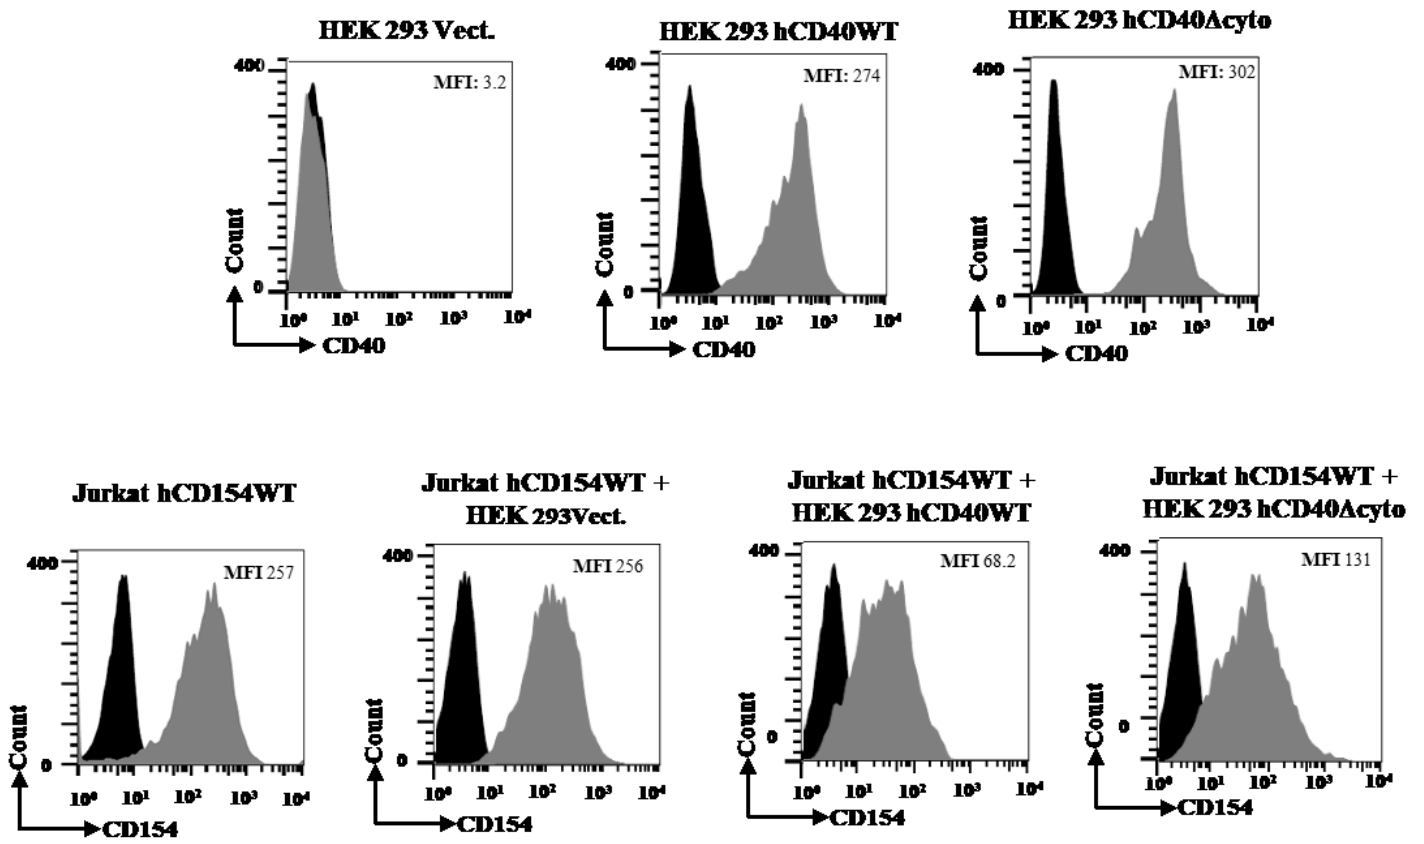 HEK 293 Vect.
HEK 293 hCD40WT
HEK 293 hCD40Δcyto
400
MFI: 3.2
Count
0
10⁰ 10¹ 10² 10³ 10⁴
CD40
400
MFI: 274
Count
0
10⁰ 10¹ 10² 10³ 10⁴
CD40
400
MFI: 302
Count
0
10⁰ 10¹ 10² 10³ 10⁴
CD40
Jurkat hCD154WT
400
MFI 257
Count
0
10⁰ 10¹ 10² 10³ 10⁴
CD154
Jurkat hCD154WT +
HEK 293Vect.
400
MFI 256
Count
0
10⁰ 10¹ 10² 10³ 10⁴
CD154
Jurkat hCD154WT +
HEK 293 hCD40WT
400
MFI 68.2
Count
0
10⁰ 10¹ 10² 10³ 10⁴
CD154
Jurkat hCD154WT +
HEK 293 hCD40Δcyto
400
MFI 131
Count
0
10⁰ 10¹ 10² 10³ 10⁴
CD154